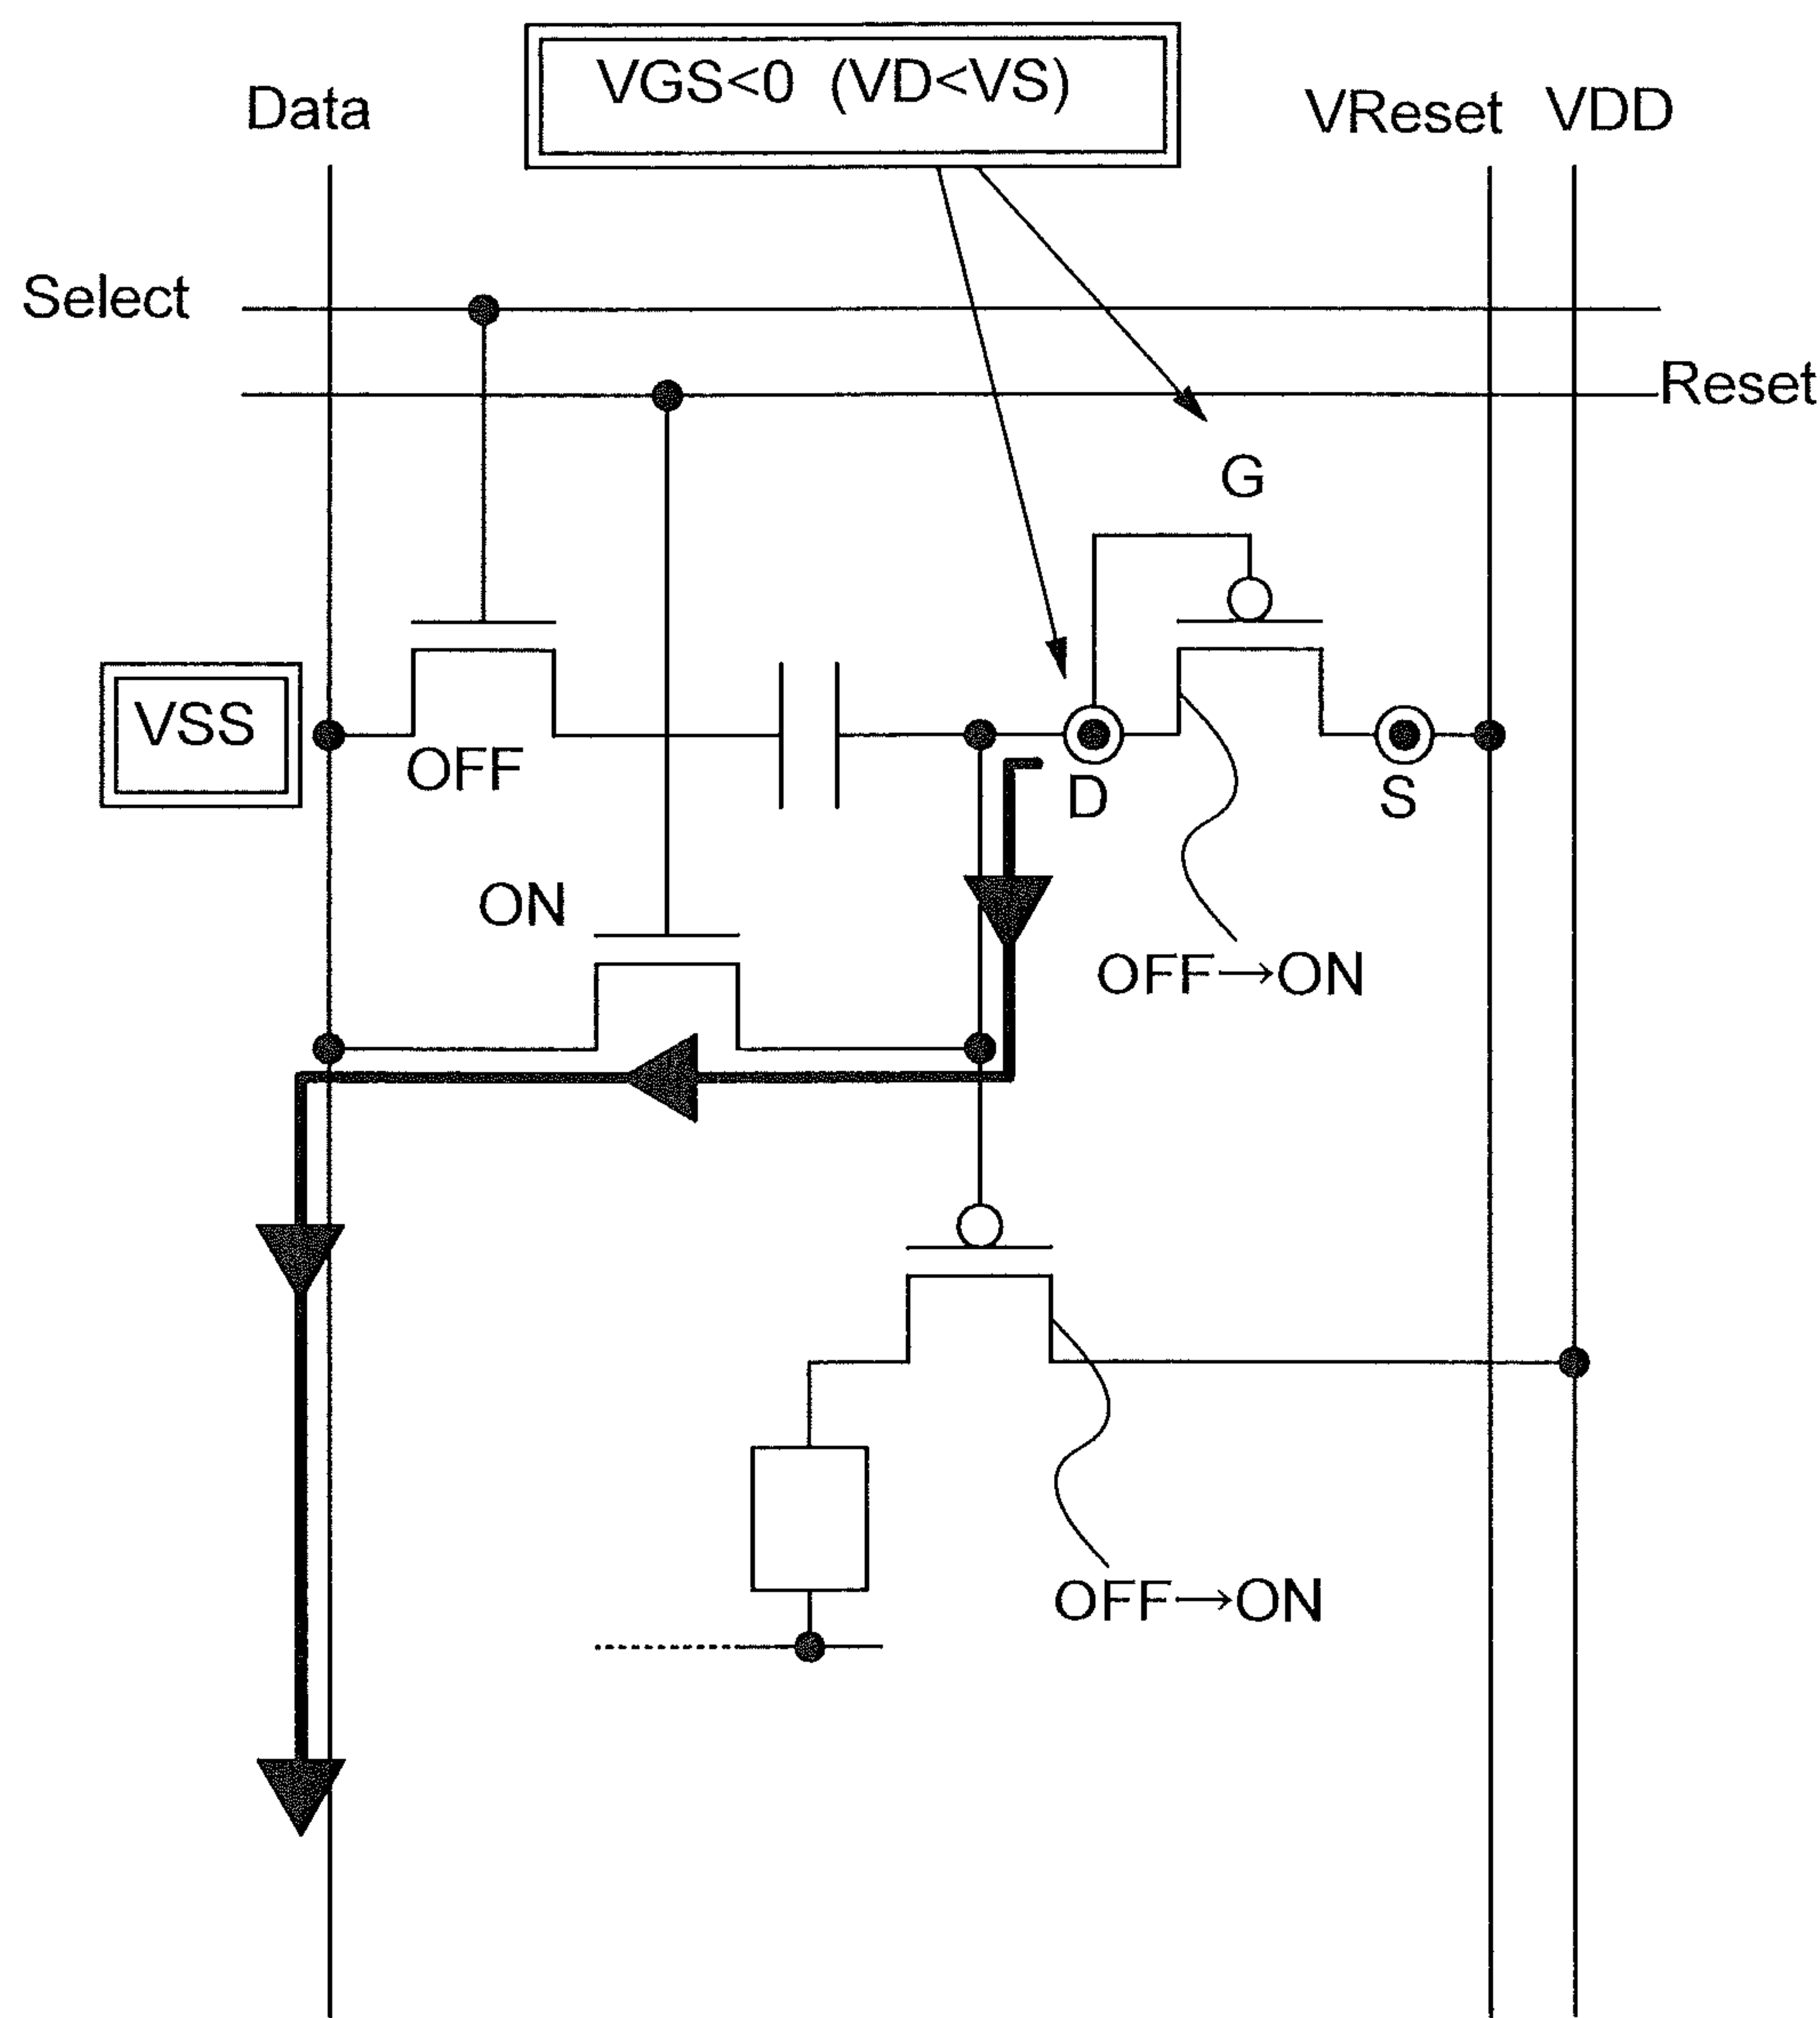 VGS<0 (VD<VS)
Data
VReset
VDD
Select
Reset
G
VSS
OFF
D
S
ON
OFF→ON
OFF→ON